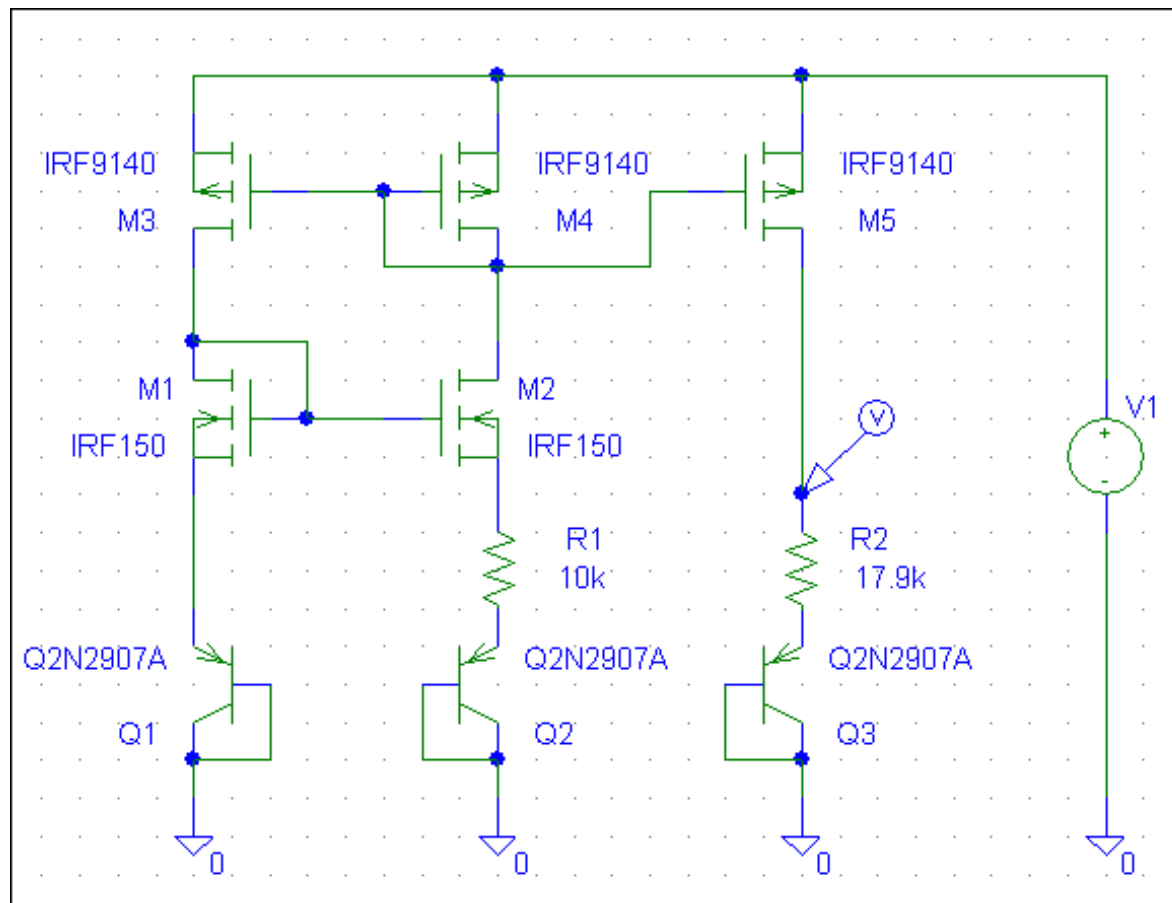 IRF9140 IRF9140 IRF9140
M3 M4 M5
M1 M2 V V1
+
IRF150 IRF150
-
R1 R2
10k 17.9k
Q2N2907A Q2N2907A Q2N2907A
Q1 Q2 Q3
0 0 0 0